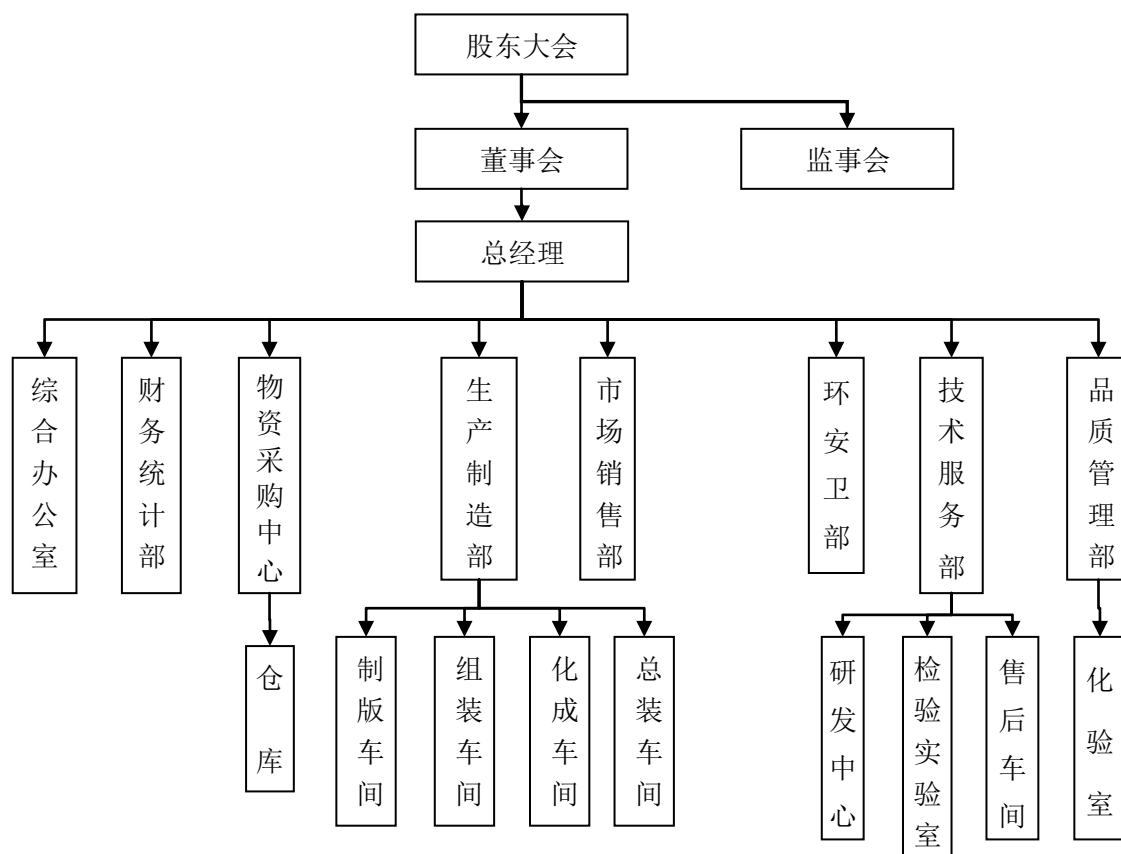 股东大会
董事会
监事会
总经理
综合办公室
财务统计部
物资采购中心
生产制造部
市场销售部
环安卫部
技术服务部
品质管理部
仓库
制版车间
组装车间
化成车间
总装车间
研发中心
检验实验室
售后车间
化验室